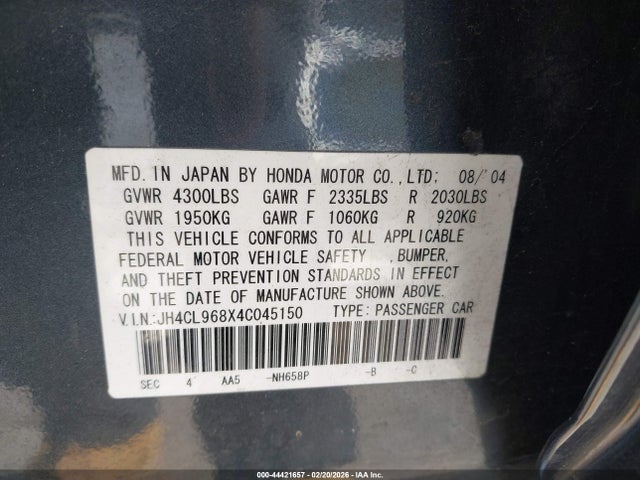 MFD. IN JAPAN BY HONDA MOTOR CO., LTD: 08/'04
GVWR 4300LBS GAWR F 2335LBS R 2030LBS
GVWR 1950KG GAWR F 1060KG R 920KG
THIS VEHICLE CONFORMS TO ALL APPLICABLE
FEDERAL MOTOR VEHICLE SAFETY ,BUMPER,
AND THEFT PREVENTION STANDARDS IN EFFECT
ON THE DATE OF MANUFACTURE SHOWN ABOVE.
V.I.N.:JH4CL968X4C045150 TYPE: PASSENGER CAR
SEC 4 AA5 -NH658P -B -C
000-44421657 - 02/20/2026 - IAA Inc.